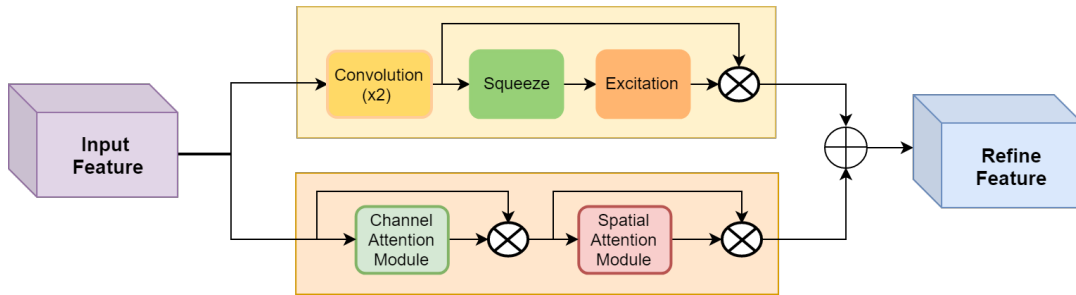 Convolution
(x2)
Squeeze
Excitation
Input
Feature
Refine
Feature
Channel
Attention
Module
Spatial
Attention
Module